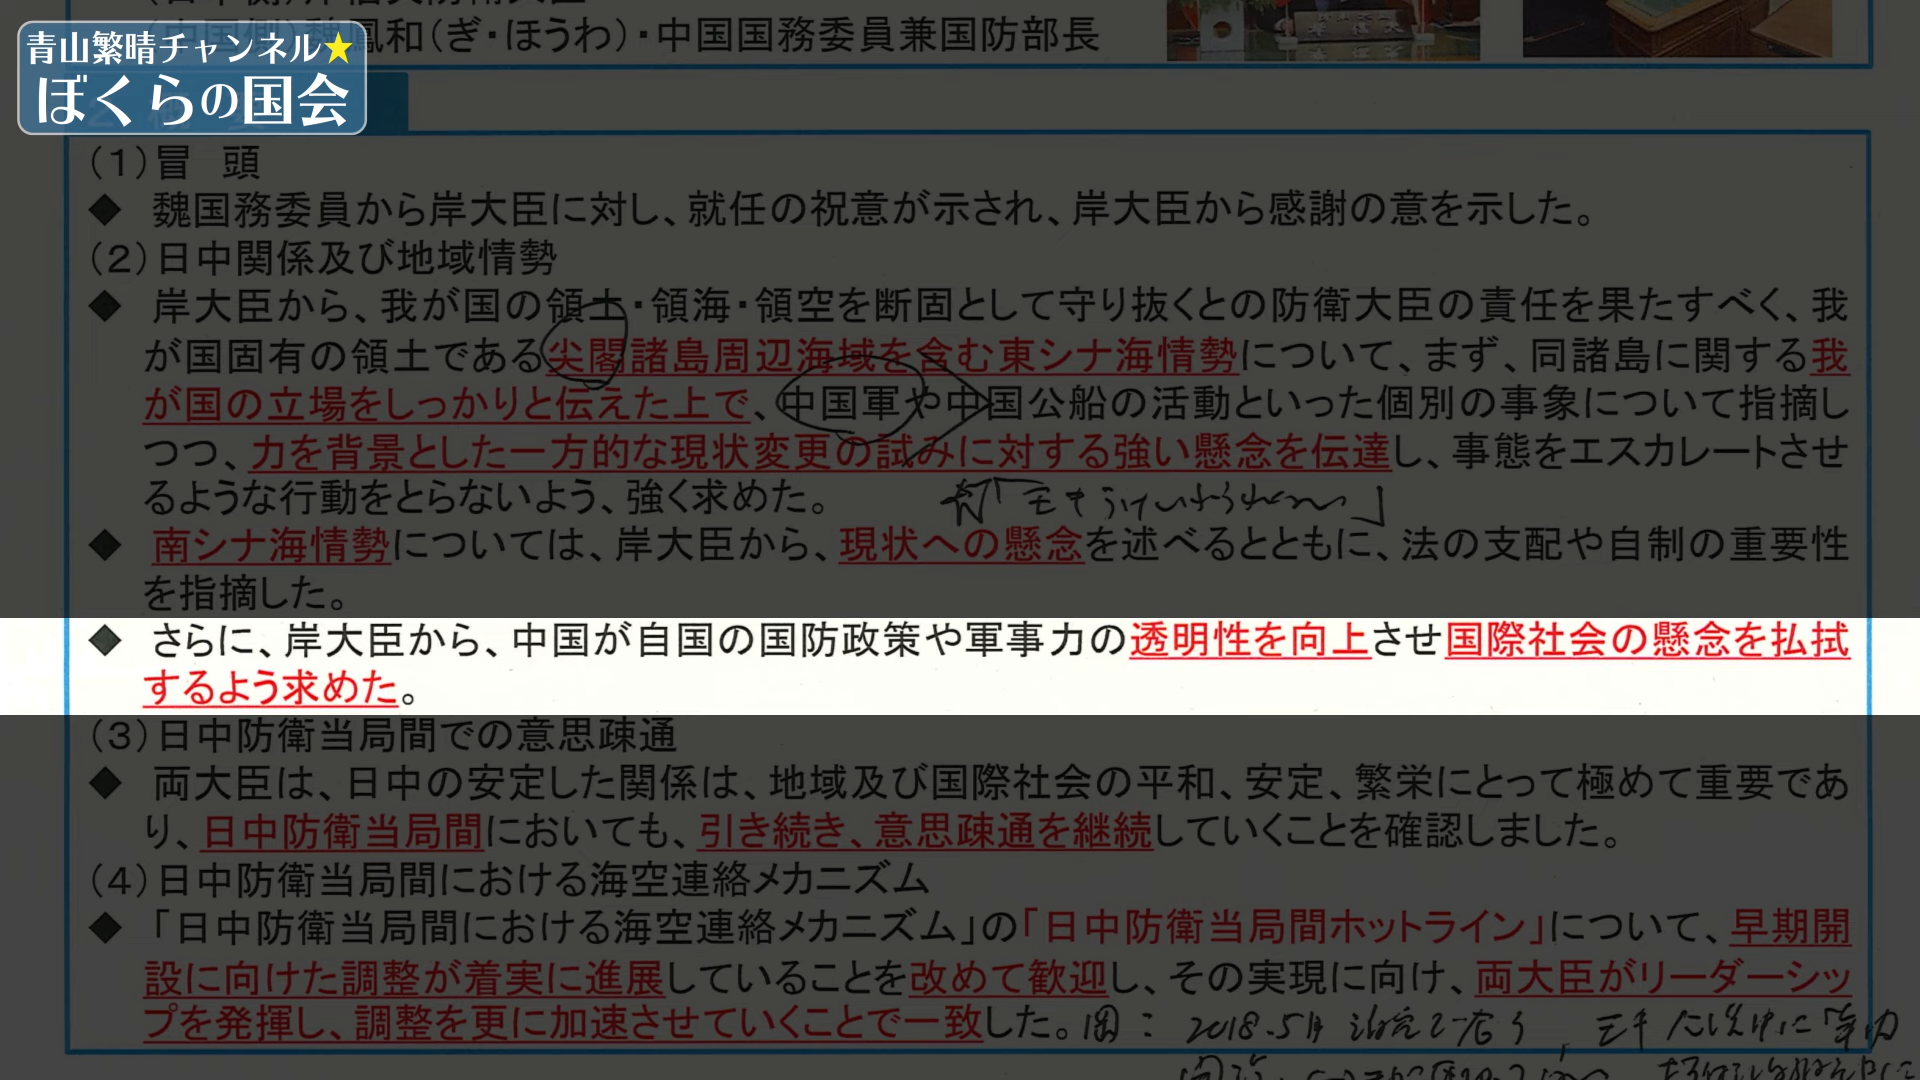 青山繁晴チャンネル★
ぼくらの国会
鳳和（ぎ・ほうわ）・中国国務委員兼国防部長
（１）冒　頭
◆ 魏国務委員から岸大臣に対し、就任の祝意が示され、岸大臣から感謝の意を示した。
（２）日中関係及び地域情勢
◆ 岸大臣から、我が国の領土・領海・領空を断固として守り抜くとの防衛大臣の責任を果たすべく、我
が国固有の領土である尖閣諸島周辺海域を含む東シナ海情勢について、まず、同諸島に関する我
が国の立場をしっかりと伝えた上で、中国軍や中国公船の活動といった個別の事象について指摘し
つつ、力を背景とした一方的な現状変更の試みに対する強い懸念を伝達し、事態をエスカレートさせ
るような行動をとらないよう、強く求めた。
◆ 南シナ海情勢については、岸大臣から、現状への懸念を述べるとともに、法の支配や自制の重要性
を指摘した。
◆ さらに、岸大臣から、中国が自国の国防政策や軍事力の透明性を向上させ国際社会の懸念を払拭
するよう求めた。
（３）日中防衛当局間での意思疎通
◆ 両大臣は、日中の安定した関係は、地域及び国際社会の平和、安定、繁栄にとって極めて重要であ
り、日中防衛当局間においても、引き続き、意思疎通を継続していくことを確認しました。
（４）日中防衛当局間における海空連絡メカニズム
◆ 「日中防衛当局間における海空連絡メカニズム」の「日中防衛当局間ホットライン」について、早期開
設に向けた調整が着実に進展していることを改めて歓迎し、その実現に向け、両大臣がリーダーシッ
プを発揮し、調整を更に加速させていくことで一致した。
2018.5月